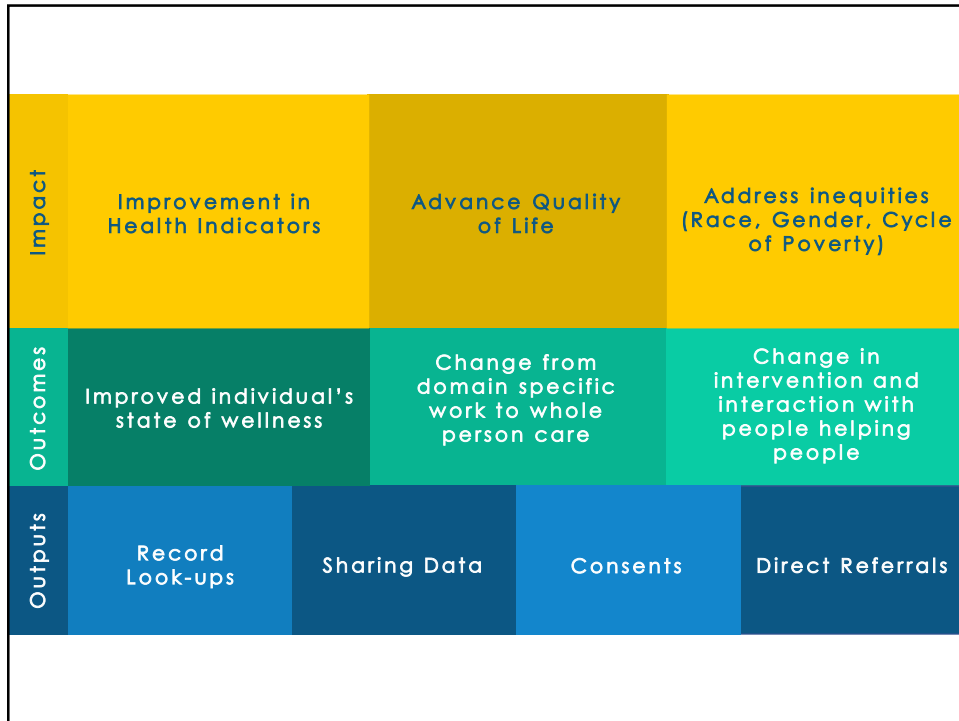 Impact
Improvement in
Health Indicators
Advance Quality
of Life
Address inequities
(Race, Gender, Cycle
of Poverty)
Outcomes
Improved individual's
state of wellness
Change from
domain specific
work to whole
person care
Change in
intervention and
interaction with
people helping
people
Outputs
Record
Look-ups
Sharing Data
Consents
Direct Referrals